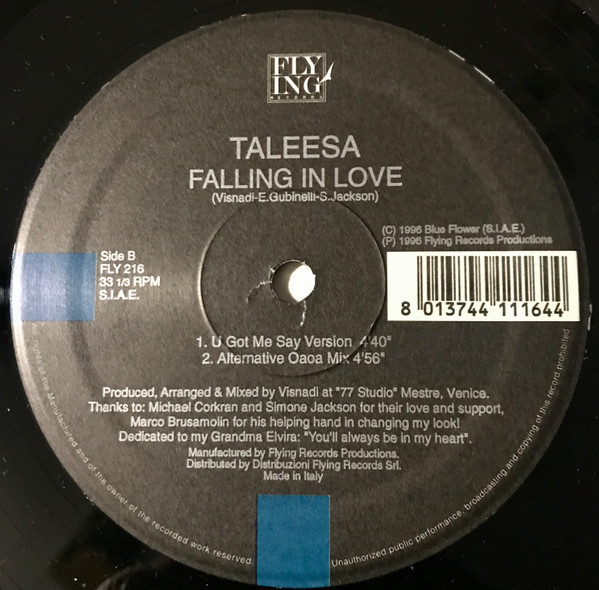 FLY
ING
RECORDS
TALEESA
FALLING IN LOVE
(Visnadi-E.Gubinelli-S.Jackson)
(C) 1996 Blue Flower (S.I.A.E.)
(P) 1996 Flying Records Productions
Side B
FLY 216
33 1/3 RPM
S.I.A.E.
8 013744 111644
1. U Got Me Say Version 4'40"
2. Alternative Oaoa Mix 4'56"
Produced, Arranged & Mixed by Visnadi at "77 Studio" Mestre, Venice.
Thanks to: Michael Corkran and Simone Jackson for their love and support,
Marco Brusamolin for his helping hand in changing my look!
Dedicated to my Grandma Elvira: "You'll always be in my heart".
Manufactured by Flying Records Productions.
Distributed by Distribuzioni Flying Records Srl.
Made in Italy
of the Manufactured and of the owner of the recorded work reserved. Unauthorized public performance, broadcasting and copying of this record prohibited